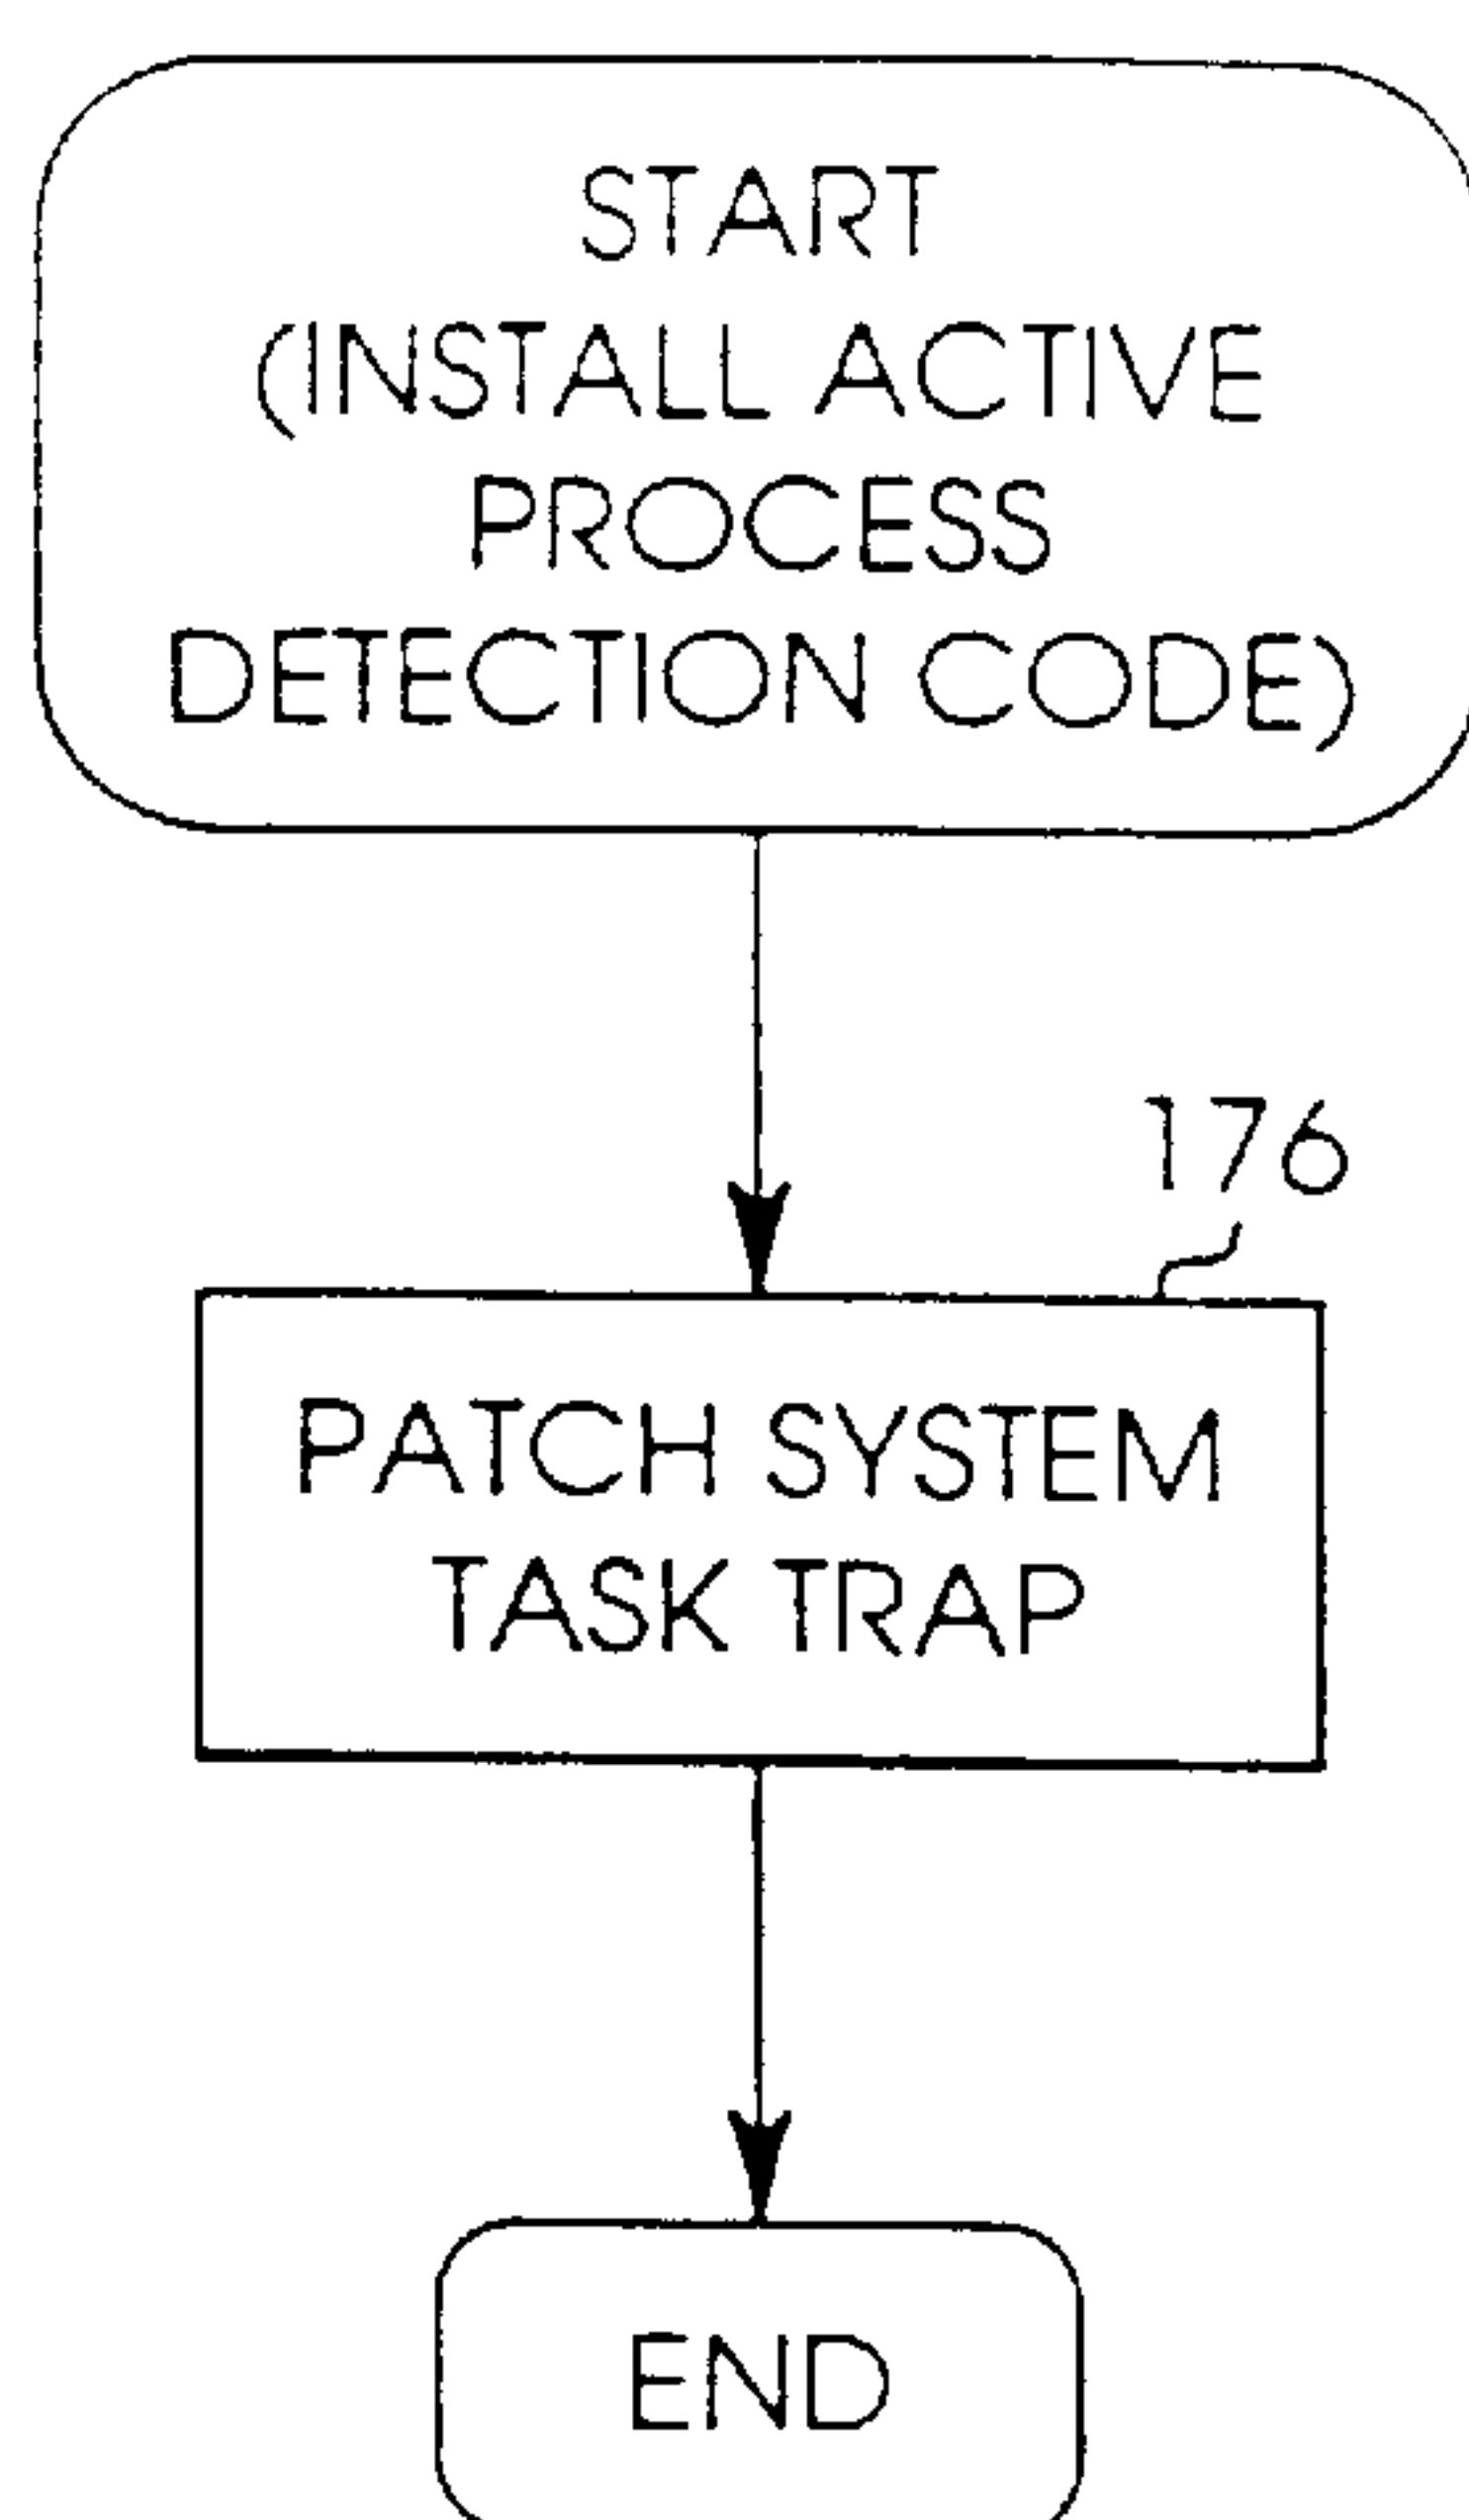 START
(INSTALL ACTIVE
PROCESS
DETECTION CODE)
176
PATCH SYSTEM
TASK TRAP
END